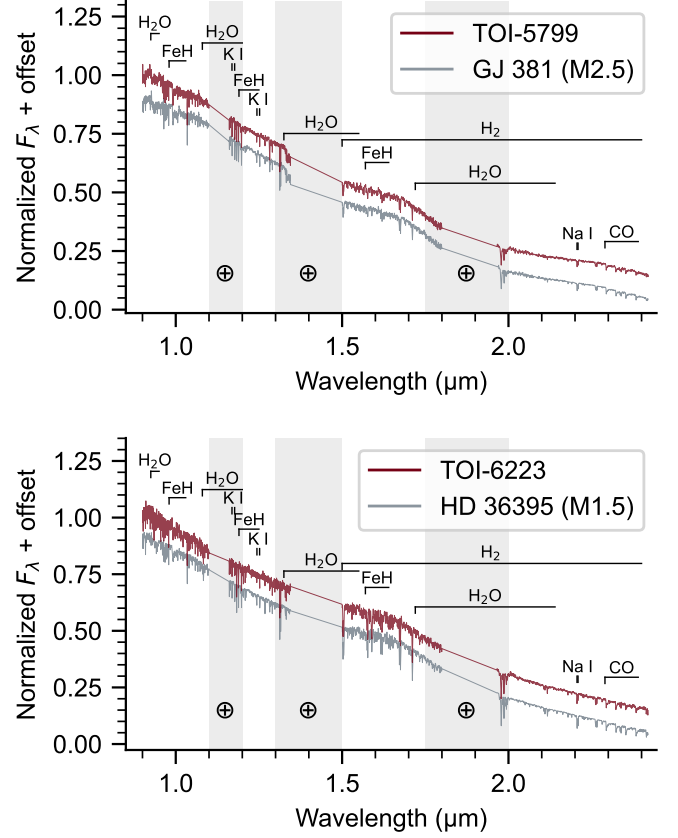 1.25
1.00
0.75
0.50
0.25
0.00
Normalized Fλ + offset
H₂O
FeH
H₂O
K I
FeH
K I
H₂O
H₂
FeH
H₂O
Na I
CO
TOI-5799
GJ 381 (M2.5)
1.0 1.5 2.0
Wavelength (μm)
1.25
1.00
0.75
0.50
0.25
0.00
Normalized Fλ + offset
H₂O
FeH
H₂O
K I
FeH
K I
H₂O
H₂
FeH
H₂O
Na I
CO
TOI-6223
HD 36395 (M1.5)
1.0 1.5 2.0
Wavelength (μm)